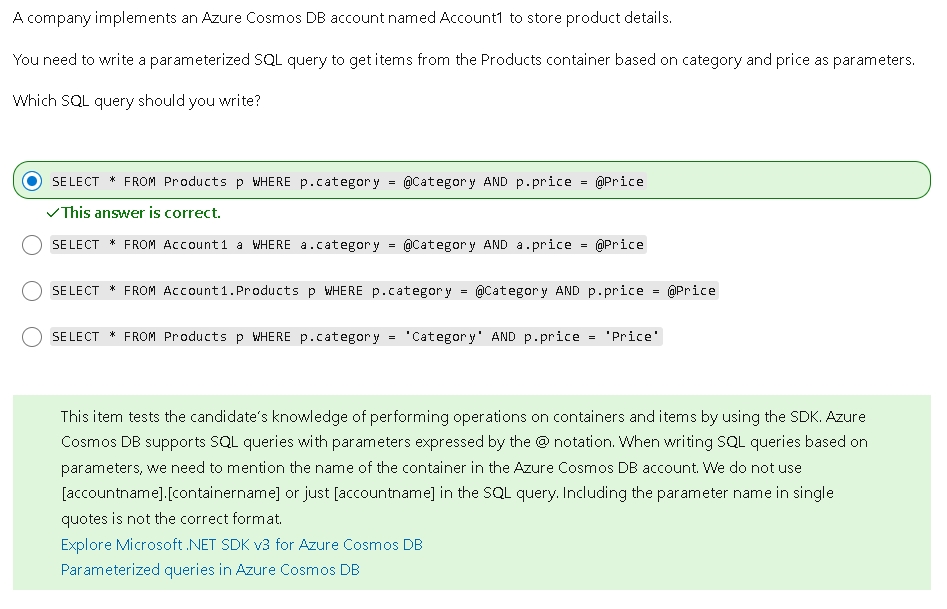 A company implements an Azure Cosmos DB account named Account1 to store product details.
You need to write a parameterized SQL query to get items from the Products container based on category and price as parameters.
Which SQL query should you write?
SELECT * FROM Products p WHERE p.category = @Category AND p.price = @Price
✓This answer is correct.
SELECT * FROM Account1 a WHERE a.category = @Category AND a.price = @Price
SELECT * FROM Account1.Products p WHERE p.category = @Category AND p.price = @Price
SELECT * FROM Products p WHERE p.category = 'Category' AND p.price = 'Price'
This item tests the candidate’s knowledge of performing operations on containers and items by using the SDK. Azure
Cosmos DB supports SQL queries with parameters expressed by the @ notation. When writing SQL queries based on
parameters, we need to mention the name of the container in the Azure Cosmos DB account. We do not use
[accountname].[containername] or just [accountname] in the SQL query. Including the parameter name in single
quotes is not the correct format.
Explore Microsoft .NET SDK v3 for Azure Cosmos DB
Parameterized queries in Azure Cosmos DB